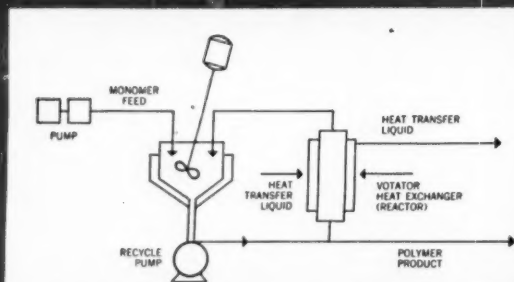 MONOMER
FEED
PUMP
HEAT TRANSFER
LIQUID
HEAT
TRANSFER
LIQUID
VOTATOR
HEAT EXCHANGER
(REACTOR)
RECYCLE
PUMP
POLYMER
PRODUCT